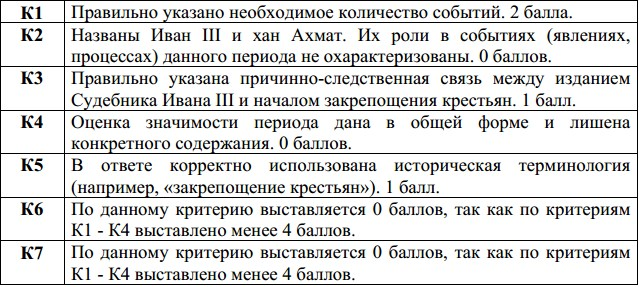 К1 Правильно указано необходимое количество событий. 2 балла.
К2 Названы Иван III и хан Ахмат. Их роли в событиях (явлениях,
процессах) данного периода не охарактеризованы. 0 баллов.
К3 Правильно указана причинно-следственная связь между изданием
Судебника Ивана III и началом закрепощения крестьян. 1 балл.
К4 Оценка значимости периода дана в общей форме и лишена
конкретного содержания. 0 баллов.
К5 В ответе корректно использована историческая терминология
(например, «закрепощение крестьян»). 1 балл.
К6 По данному критерию выставляется 0 баллов, так как по критериям
К1 - К4 выставлено менее 4 баллов.
К7 По данному критерию выставляется 0 баллов, так как по критериям
К1 - К4 выставлено менее 4 баллов.